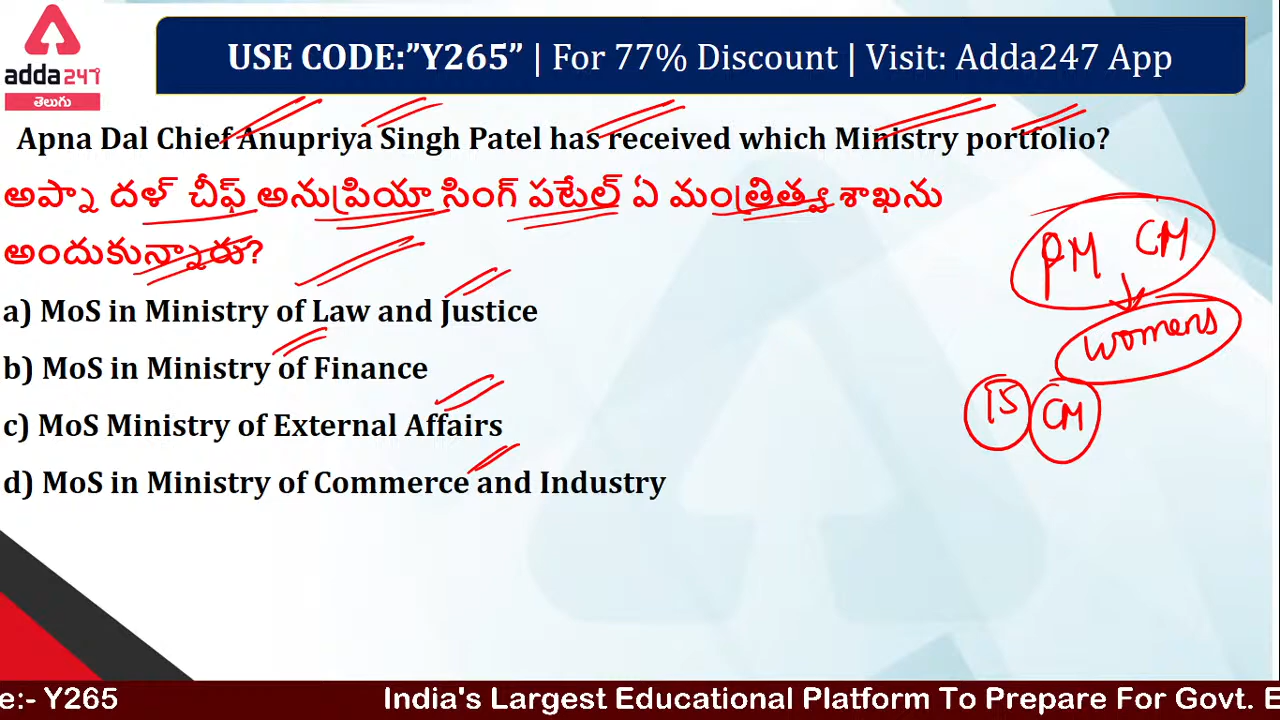 adda247
తెలుగు
USE CODE:”Y265” | For 77% Discount | Visit: Adda247 App
Apna Dal Chief Anupriya Singh Patel has received which Ministry portfolio?
అప్నా దళ్ చీఫ్ అనుప్రియా సింగ్ పటేల్ ఏ మంత్రిత్వ శాఖను
అందుకున్నారు?
PM CM
womens
a) MoS in Ministry of Law and Justice
b) MoS in Ministry of Finance
15 CM
c) MoS Ministry of External Affairs
d) MoS in Ministry of Commerce and Industry
e:- Y265 India's Largest Educational Platform To Prepare For Govt. E